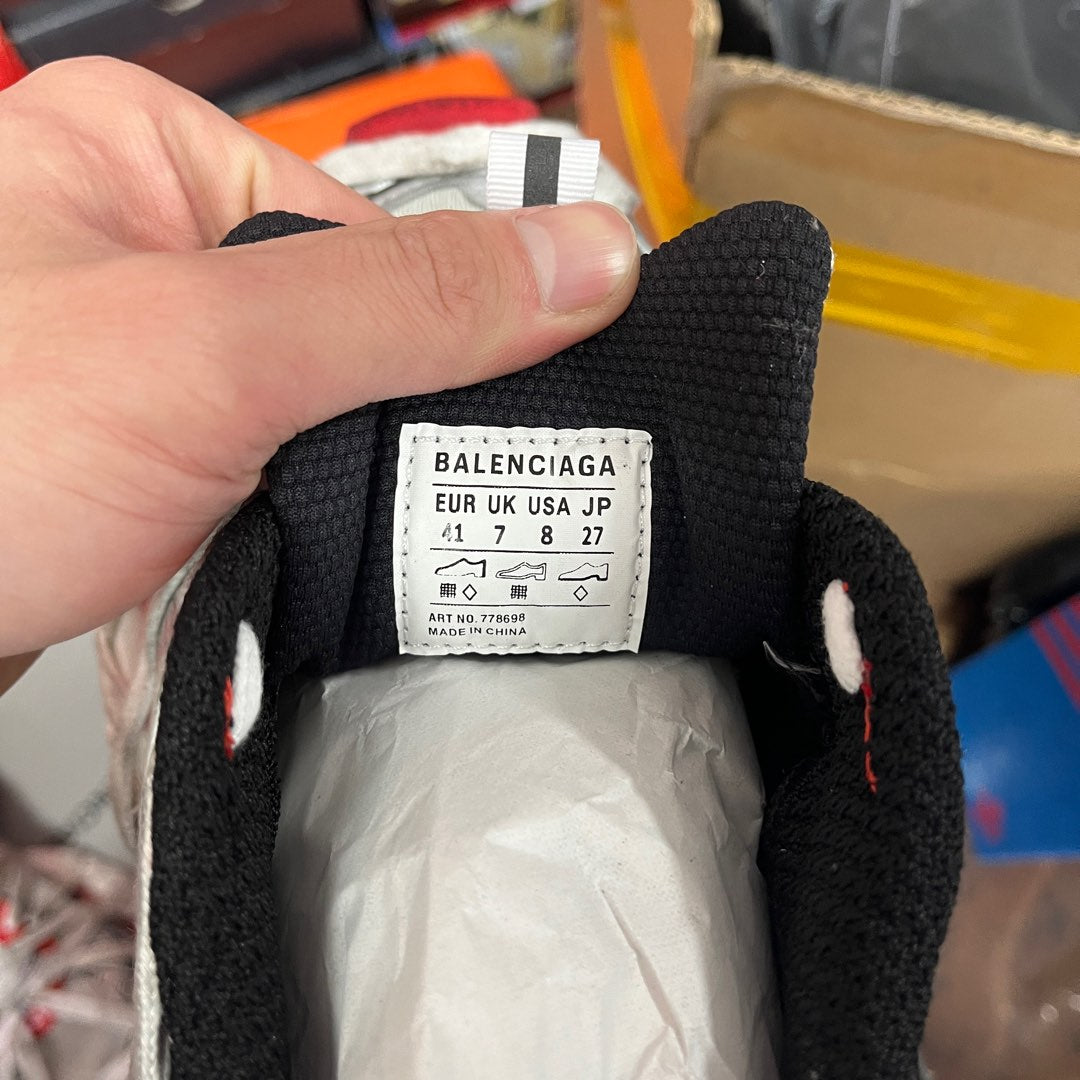 BALENCIAGA
EUR UK USA JP
41 7 8 27
ART NO. 778698
MADE IN CHINA